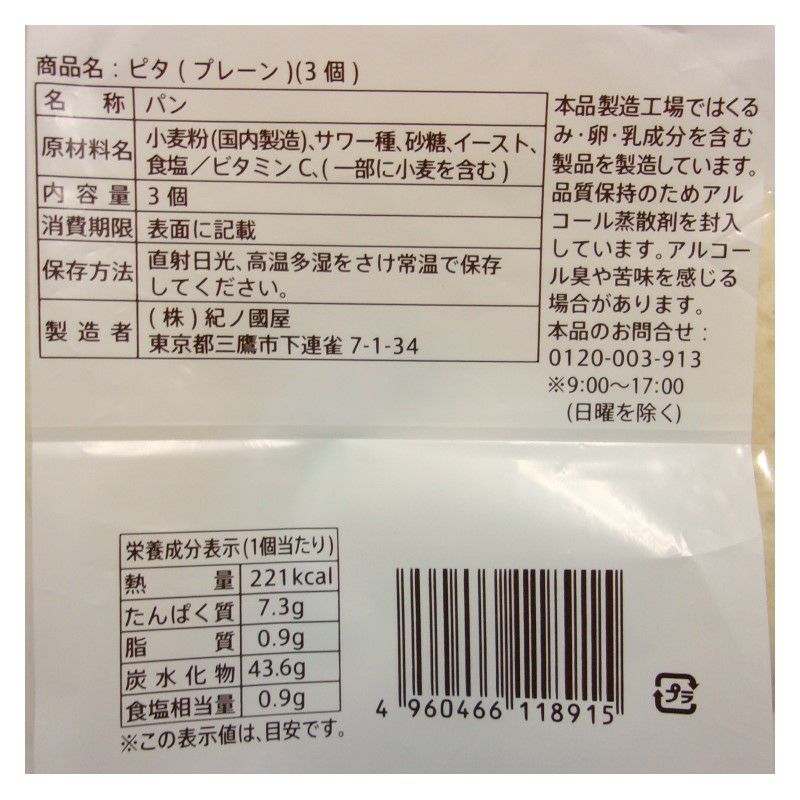 商品名：ピタ(プレーン)(3個)
名称 パン
原材料名 小麦粉(国内製造)、サワー種、砂糖、イースト、
食塩／ビタミンC、(一部に小麦を含む)
内容量 3個
消費期限 表面に記載
保存方法 直射日光、高温多湿をさけ常温で保存
してください。
製造者 (株)紀ノ國屋
東京都三鷹市下連雀7-1-34
本品製造工場ではくる
み・卵・乳成分を含む
製品を製造しています。
品質保持のためアル
コール蒸散剤を封入
しています。アルコー
ル臭や苦味を感じる
場合があります。
本品のお問合せ：
0120-003-913
※9:00〜17:00
(日曜を除く)
栄養成分表示(1個当たり)
熱量 221kcal
たんぱく質 7.3g
脂質 0.9g
炭水化物 43.6g
食塩相当量 0.9g
※この表示値は、目安です。
4 960466 118915
プラ